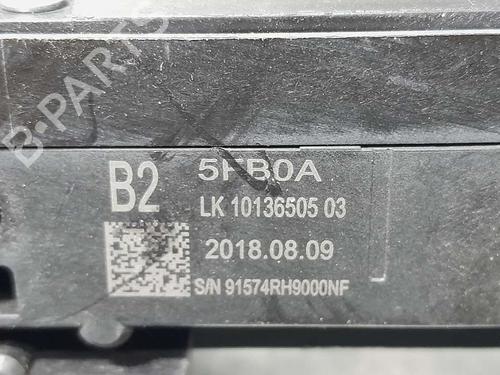 B-PARTS
B2 5FB0A
LK 10136505 03
2018.08.09
S/N 91574RH9000NF